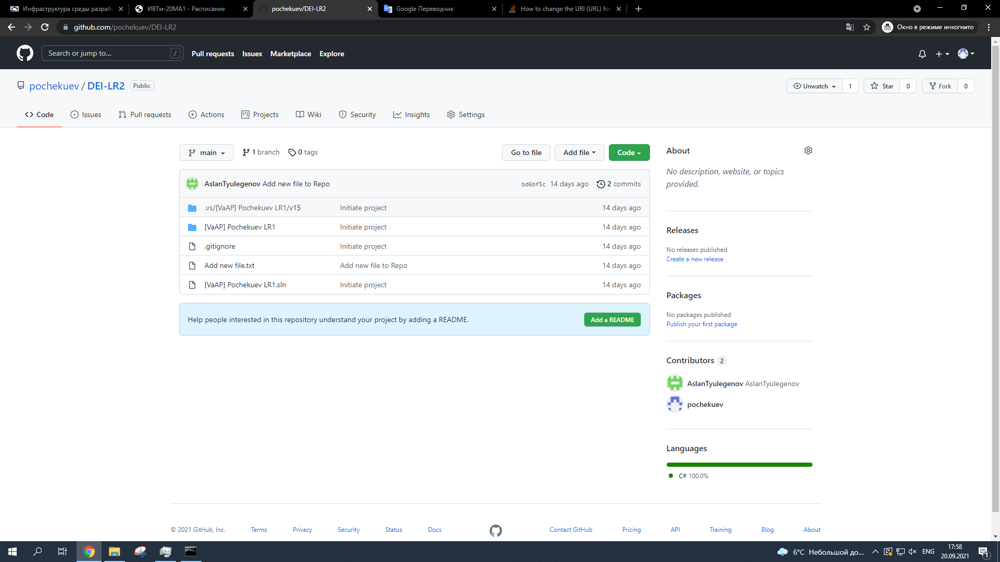 Инфраструктура среды разрабо
ИВТм-20МА1 - Расписание
pochekuev/DEI-LR2
Google Переводчик
How to change the URI (URL) for
github.com/pochekuev/DEI-LR2
Окно в режиме инкогнито
Search or jump to...
/
Pull requests
Issues
Marketplace
Explore
pochekuev / DEI-LR2
Public
Unwatch
1
Star
0
Fork
0
Code
Issues
Pull requests
Actions
Projects
Wiki
Security
Insights
Settings
main
1 branch
0 tags
Go to file
Add file
Code
AslanTyulegenov Add new file to Repo
bd6bf5c
14 days ago
2 commits
.vs/[VaAP] Pochekuev LR1/v15
Initiate project
14 days ago
[VaAP] Pochekuev LR1
Initiate project
14 days ago
.gitignore
Initiate project
14 days ago
Add new file.txt
Add new file to Repo
14 days ago
[VaAP] Pochekuev LR1.sln
Initiate project
14 days ago
Help people interested in this repository understand your project by adding a README.
Add a README
About
No description, website, or topics
provided.
Releases
No releases published
Create a new release
Packages
No packages published
Publish your first package
Contributors 2
AslanTyulegenov AslanTyulegenov
pochekuev
Languages
C# 100.0%
© 2021 GitHub, Inc.
Terms
Privacy
Security
Status
Docs
Contact GitHub
Pricing
API
Training
Blog
About
6°C Небольшой до...
ENG
17:58
20.09.2021
1